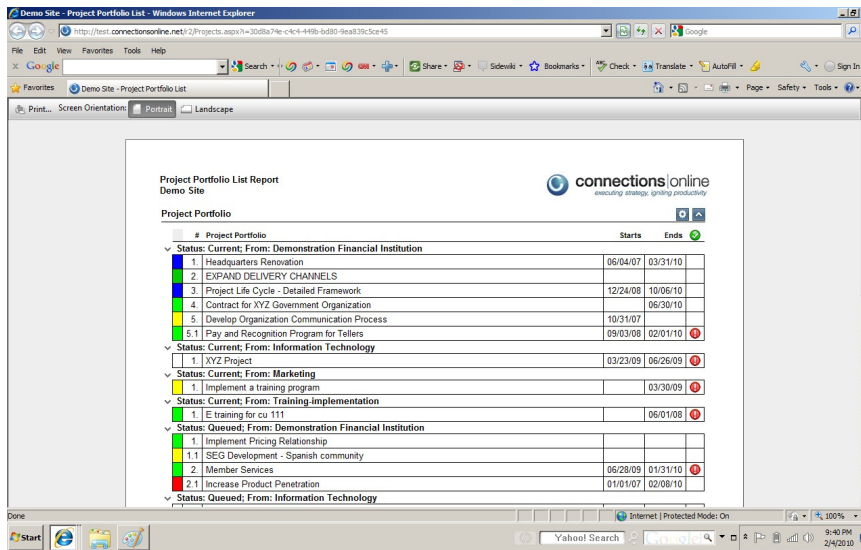 Demo Site - Project Portfolio List - Windows Internet Explorer
http://test.connectionsonline.net/r2/Projects.aspx?i=30d8a74e-c4c4-449b-bd80-9ea839c5ce45
Google
File Edit View Favorites Tools Help
x Google Search Share Sidewiki Bookmarks Check Translate AutoFill Sign In
Favorites Demo Site - Project Portfolio List Page Safety Tools
Print... Screen Orientation: Portrait Landscape
Project Portfolio List Report
Demo Site
connections|online
executing strategy, igniting productivity
Project Portfolio
# Project Portfolio Starts Ends
Status: Current; From: Demonstration Financial Institution
1. Headquarters Renovation 06/04/07 03/31/10
2. EXPAND DELIVERY CHANNELS
3. Project Life Cycle - Detailed Framework 12/24/08 10/06/10
4. Contract for XYZ Government Organization 06/30/10
5. Develop Organization Communication Process 10/31/07
5.1 Pay and Recognition Program for Tellers 09/03/08 02/01/10
Status: Current; From: Information Technology
1. XYZ Project 03/23/09 06/26/09
Status: Current; From: Marketing
1. Implement a training program 03/30/09
Status: Current; From: Training-implementation
1. E training for cu 111 06/01/08
Status: Queued; From: Demonstration Financial Institution
1. Implement Pricing Relationship
1.1 SEG Development - Spanish community
2. Member Services 06/28/09 01/31/10
2.1 Increase Product Penetration 01/01/07 02/08/10
Status: Queued; From: Information Technology
Done Internet | Protected Mode: On 100%
Start Yahoo! Search Google 9:40 PM
2/4/2010